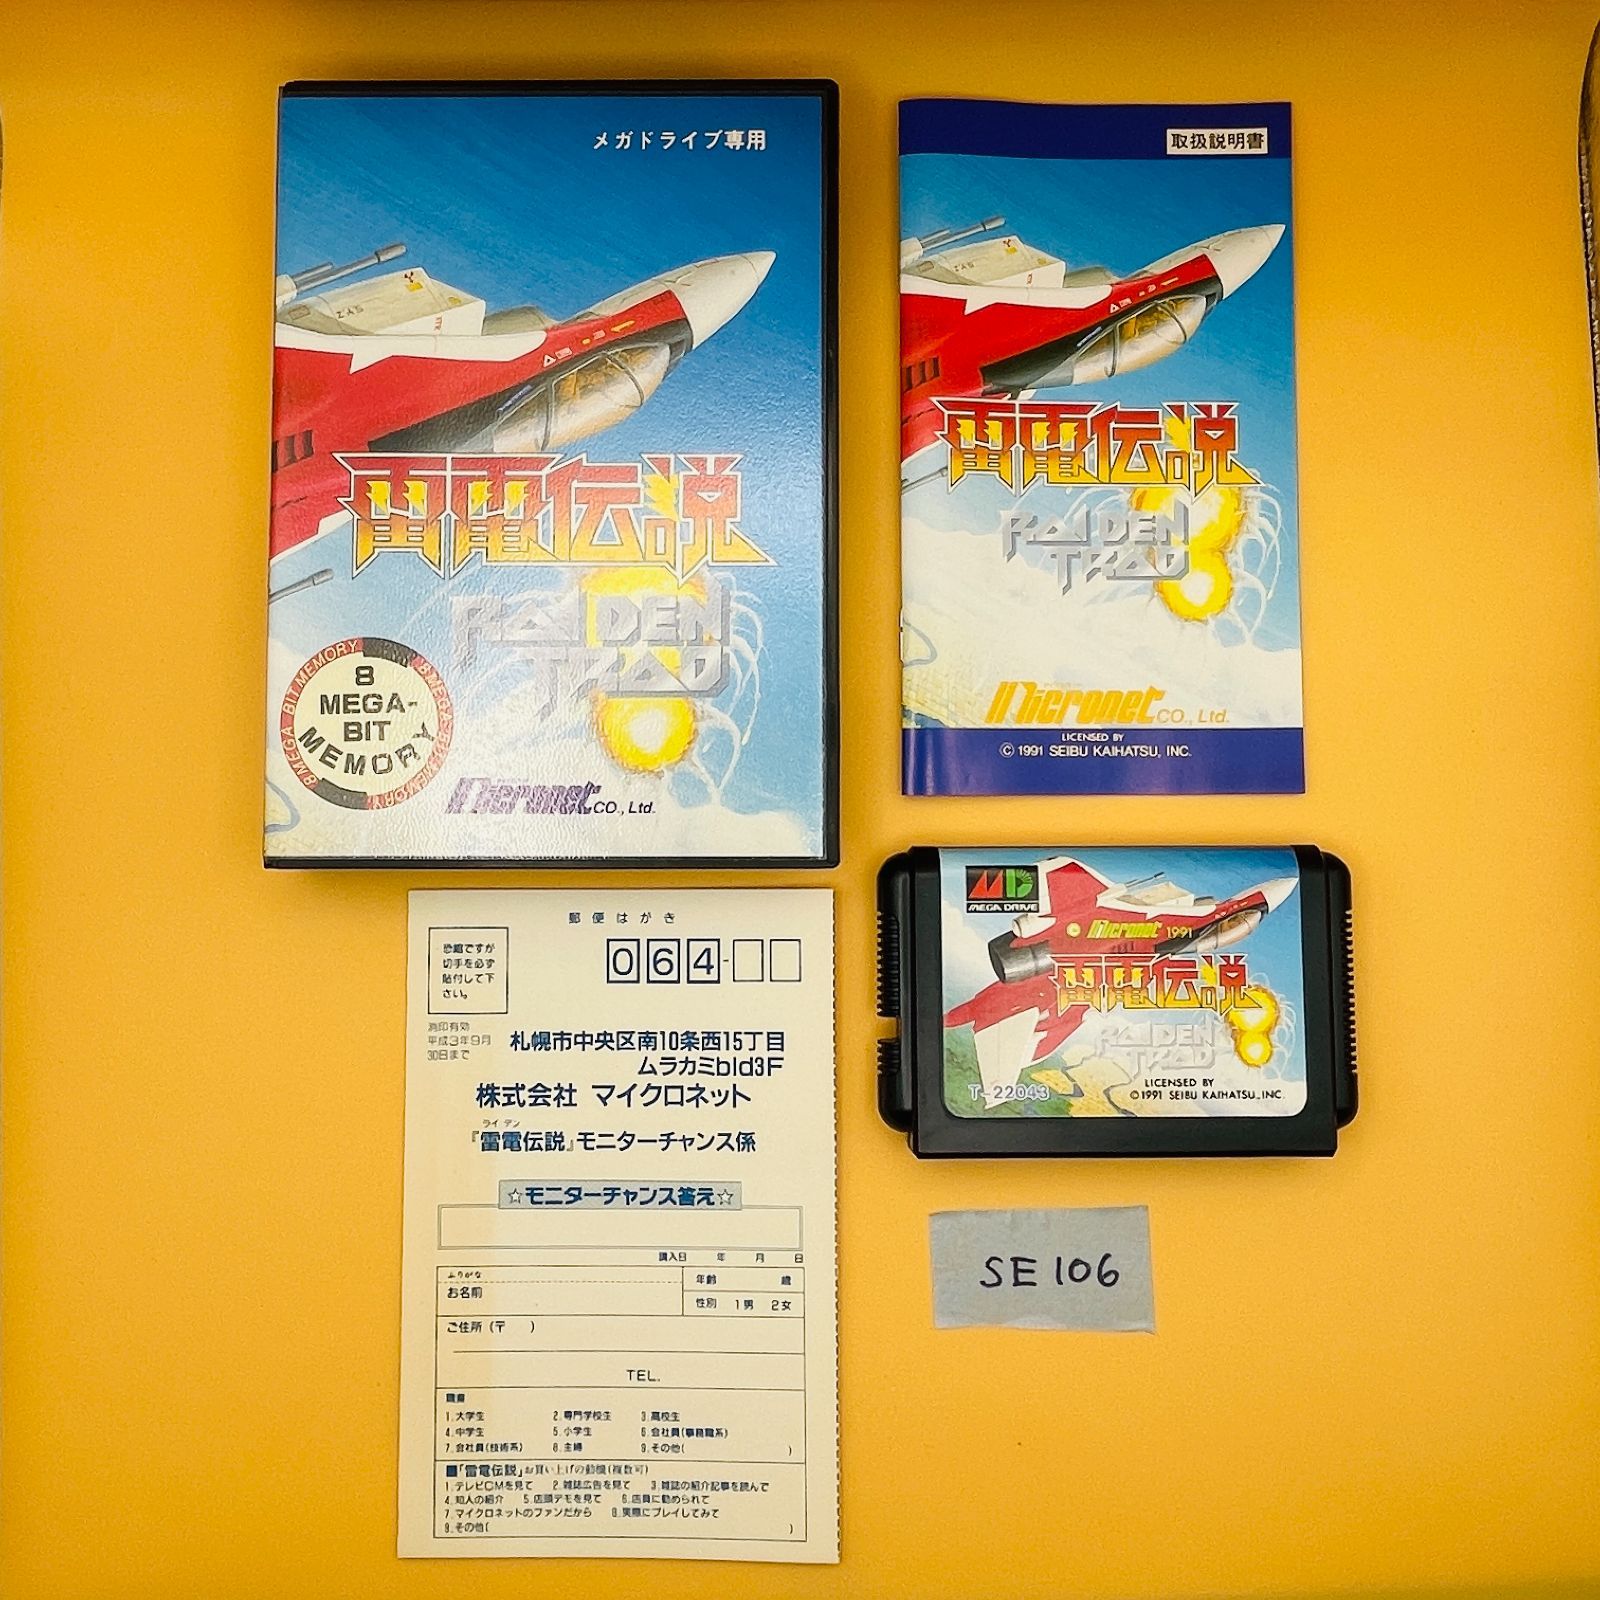 メガドライブ専用
雷電伝説
RAIDEN
TRAD
8
MEGA-
BIT
MEMORY
8 MEGA BIT MEMORY
Micronet CO., Ltd.
取扱説明書
雷電伝説
RAIDEN
TRAD
Micronet CO., Ltd.
LICENSED BY
© 1991 SEIBU KAIHATSU, INC.
MD
MEGA DRIVE
Micronet 1991
雷電伝説
RAIDEN
TRAD
LICENSED BY
T-22043
©1991 SEIBU KAIHATSU., INC.
SE106
郵便はがき
恐縮ですが
切手を必ず
貼付して下
さい。
064-
消印有効
平成3年9月
30日まで
札幌市中央区南10条西15丁目
ムラカミbld3F
株式会社 マイクロネット
ライ デン
『雷電伝説』モニターチャンス係
☆モニターチャンス答え☆
購入日 年 月 日
ふりがな
お名前
年齢 歳
性別 1男 2女
ご住所(〒 )
TEL.
職業
1.大学生 2.専門学校生 3.高校生
4.中学生 5.小学生 6.会社員(事務職系)
7.会社員(技術系) 8.主婦 9.その他( )
■「雷電伝説」お買い上げの動機(複数可)
1.テレビCMを見て 2.雑誌広告を見て 3.雑誌の紹介記事を読んで
4.知人の紹介 5.店頭デモを見て 6.店員に勧められて
7.マイクロネットのファンだから 8.実際にプレイしてみて
9.その他( )